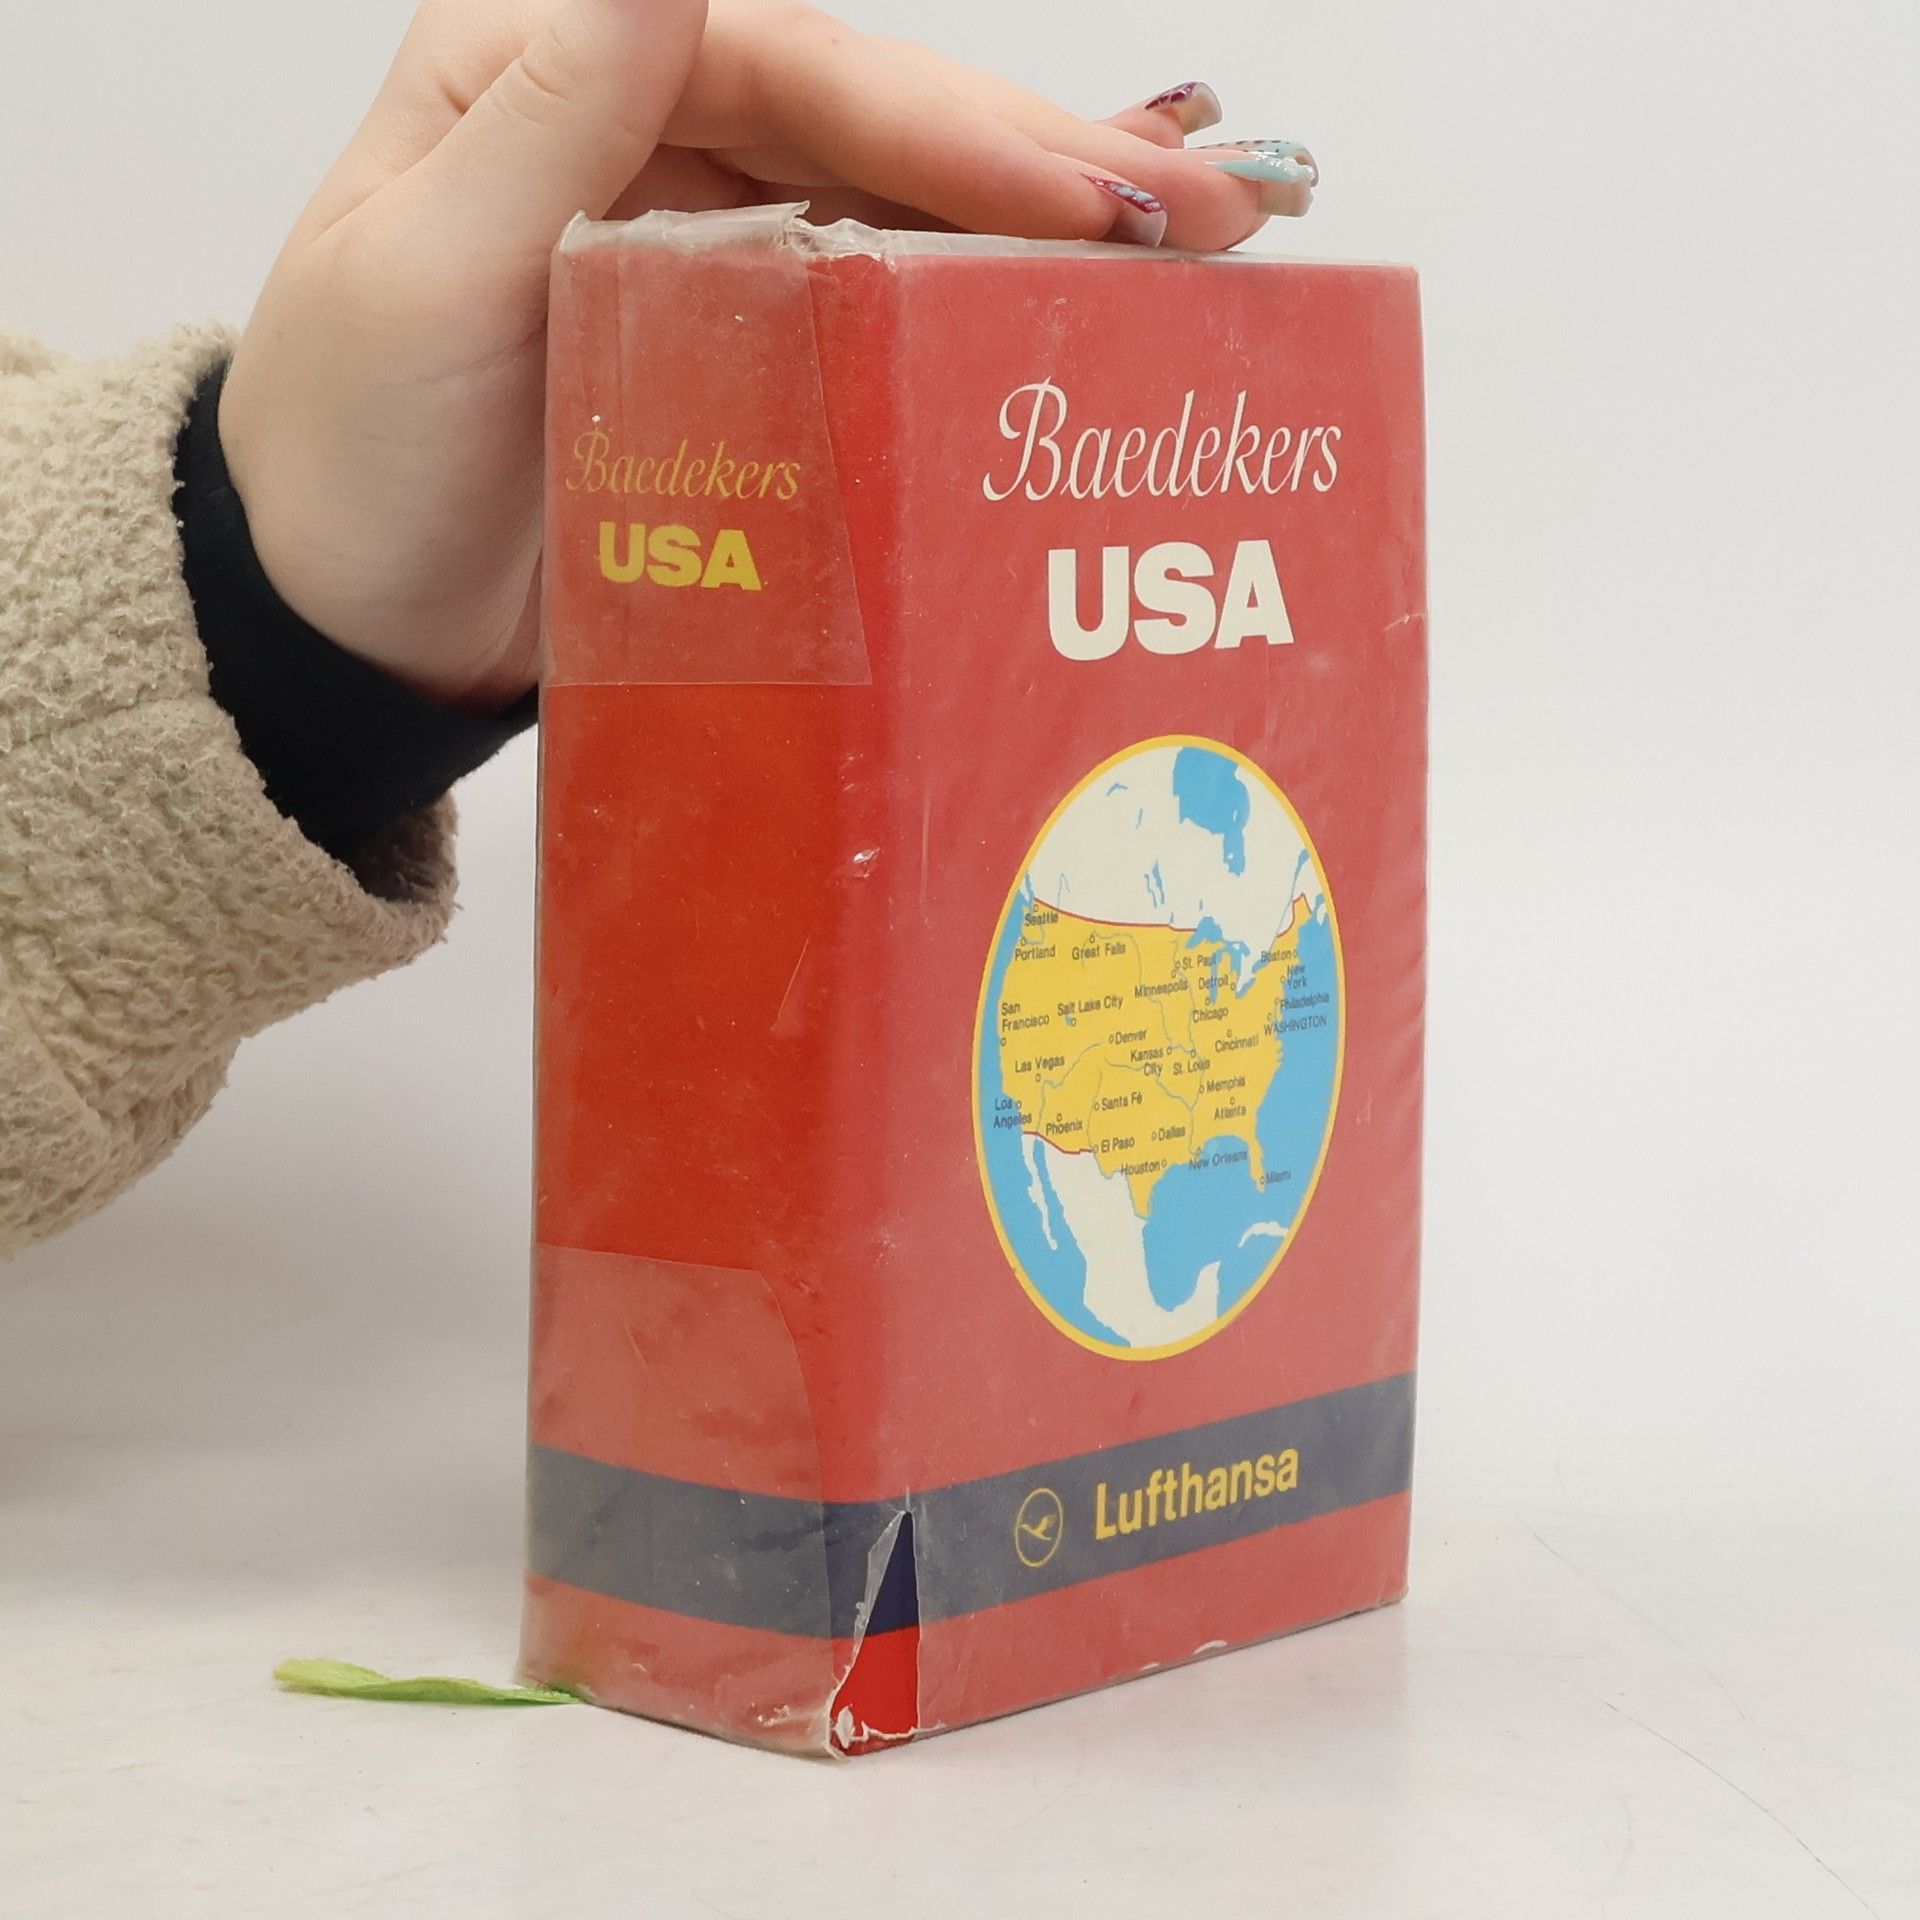 Baedekers
USA
Baedekers
USA
Seattle
Portland
Great Falls
St. Paul
Minneapolis
Detroit
Boston
New
York
Philadelphia
WASHINGTON
San
Francisco
Salt Lake City
Chicago
Denver
Kansas
City
St. Louis
Cincinnati
Las Vegas
Memphis
Los
Angeles
Santa Fé
Atlanta
Phoenix
El Paso
Dallas
Houston
New Orleans
Miami
Lufthansa